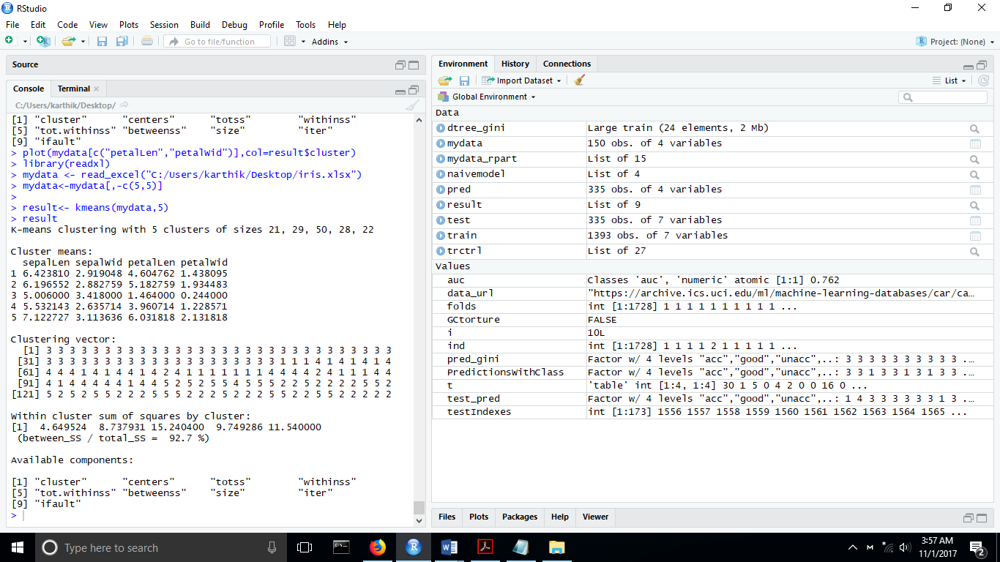 RStudio
File Edit Code View Plots Session Build Debug Profile Tools Help
Go to file/function Addins Project: (None)
Source
Console Terminal
C:/Users/karthik/Desktop/
[1] "cluster" "centers" "totss" "withinss"
[5] "tot.withinss" "betweenss" "size" "iter"
[9] "ifault"
> plot(mydata[c("petalLen","petalWid")],col=result$cluster)
> library(readxl)
> mydata <- read_excel("C:/Users/karthik/Desktop/iris.xlsx")
> mydata<-mydata[,-c(5,5)]
>
> result<- kmeans(mydata,5)
> result
K-means clustering with 5 clusters of sizes 21, 29, 50, 28, 22
Cluster means:
sepalLen sepalWid petalLen petalWid
1 6.423810 2.919048 4.604762 1.438095
2 6.196552 2.882759 5.182759 1.934483
3 5.006000 3.418000 1.464000 0.244000
4 5.532143 2.635714 3.960714 1.228571
5 7.122727 3.113636 6.031818 2.131818
Clustering vector:
[1] 3 3 3 3 3 3 3 3 3 3 3 3 3 3 3 3 3 3 3 3 3 3 3 3 3 3 3 3 3 3
[31] 3 3 3 3 3 3 3 3 3 3 3 3 3 3 3 3 3 3 3 3 1 1 1 4 1 4 1 4 1 4
[61] 4 4 4 1 4 1 4 4 1 4 2 4 1 1 1 1 1 1 1 4 4 4 4 2 4 1 1 1 4 4
[91] 4 1 4 4 4 4 4 1 4 4 5 2 5 2 5 5 4 5 5 5 2 2 5 2 2 2 2 5 5 2
[121] 5 2 5 2 5 5 2 2 2 5 5 5 2 2 2 5 2 2 2 5 5 2 2 5 5 2 2 2 2 2
Within cluster sum of squares by cluster:
[1] 4.649524 8.737931 15.240400 9.749286 11.540000
(between_SS / total_SS = 92.7 %)
Available components:
[1] "cluster" "centers" "totss" "withinss"
[5] "tot.withinss" "betweenss" "size" "iter"
[9] "ifault"
>
Environment History Connections
Import Dataset List
Global Environment
Data
dtree_gini Large train (24 elements, 2 Mb)
mydata 150 obs. of 4 variables
mydata_rpart List of 15
naivemodel List of 4
pred 335 obs. of 4 variables
result List of 9
test 335 obs. of 7 variables
train 1393 obs. of 7 variables
trctrl List of 27
Values
auc Classes 'auc', 'numeric' atomic [1:1] 0.762
data_url "https://archive.ics.uci.edu/ml/machine-learning-databases/car/ca…
folds int [1:1728] 1 1 1 1 1 1 1 1 1 1 ...
GCtorture FALSE
i 10L
ind int [1:1728] 1 1 1 1 2 1 1 1 1 1 ...
pred_gini Factor w/ 4 levels "acc","good","unacc",..: 3 3 3 3 3 3 3 3 3 3 .…
PredictionsWithClass Factor w/ 4 levels "acc","good","unacc",..: 3 3 1 3 3 1 3 1 3 3 .…
t 'table' int [1:4, 1:4] 30 1 5 0 4 2 0 0 16 0 ...
test_pred Factor w/ 4 levels "acc","good","unacc",..: 1 4 3 3 3 3 3 3 1 3 .…
testIndexes int [1:173] 1556 1557 1558 1559 1560 1561 1562 1563 1564 1565 ...
Files Plots Packages Help Viewer
Type here to search
3:57 AM
11/1/2017
2